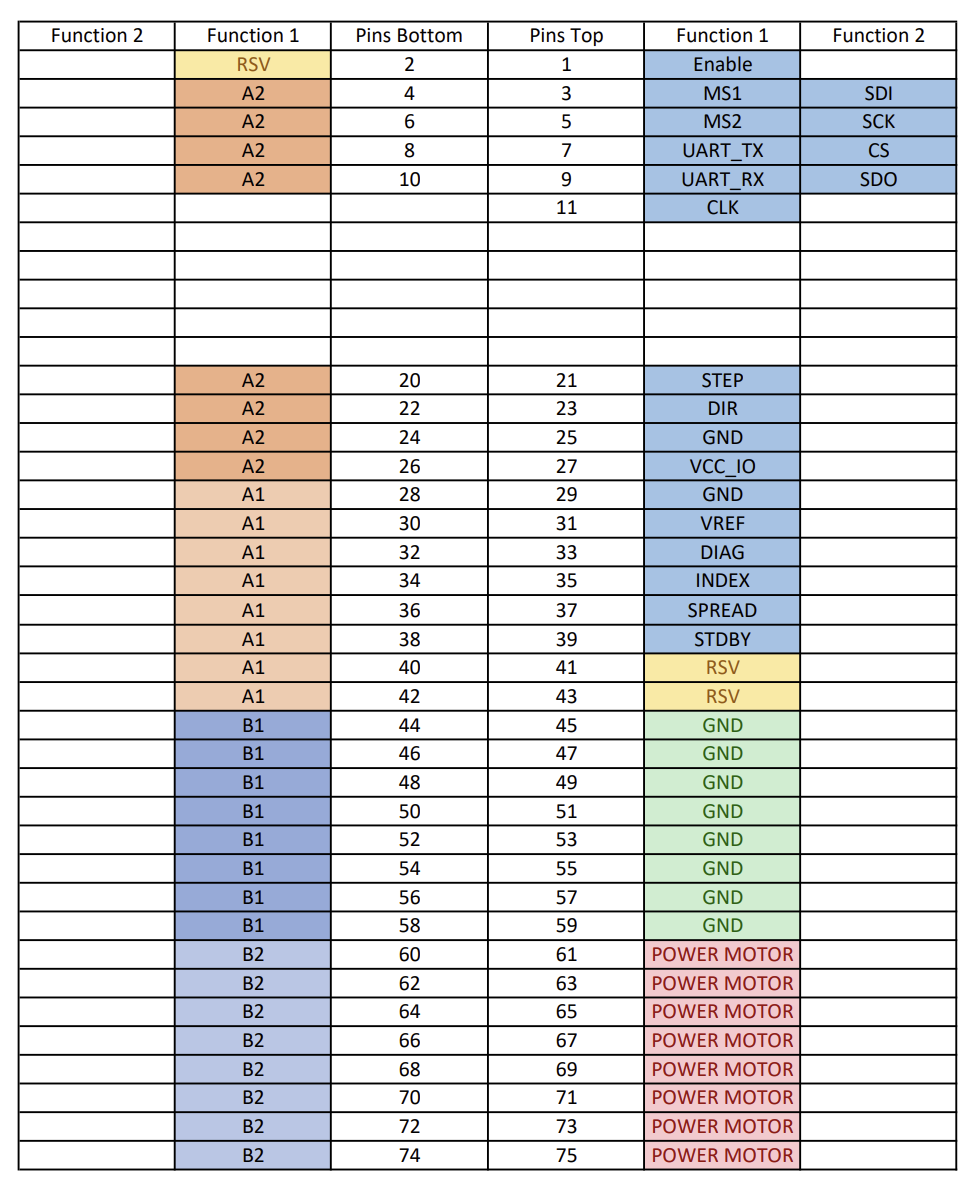 Function 2 Function 1 Pins Bottom Pins Top Function 1 Function 2
RSV 2 1 Enable
A2 4 3 MS1 SDI
A2 6 5 MS2 SCK
A2 8 7 UART_TX CS
A2 10 9 UART_RX SDO
11 CLK
A2 20 21 STEP
A2 22 23 DIR
A2 24 25 GND
A2 26 27 VCC_IO
A1 28 29 GND
A1 30 31 VREF
A1 32 33 DIAG
A1 34 35 INDEX
A1 36 37 SPREAD
A1 38 39 STDBY
A1 40 41 RSV
A1 42 43 RSV
B1 44 45 GND
B1 46 47 GND
B1 48 49 GND
B1 50 51 GND
B1 52 53 GND
B1 54 55 GND
B1 56 57 GND
B1 58 59 GND
B2 60 61 POWER MOTOR
B2 62 63 POWER MOTOR
B2 64 65 POWER MOTOR
B2 66 67 POWER MOTOR
B2 68 69 POWER MOTOR
B2 70 71 POWER MOTOR
B2 72 73 POWER MOTOR
B2 74 75 POWER MOTOR